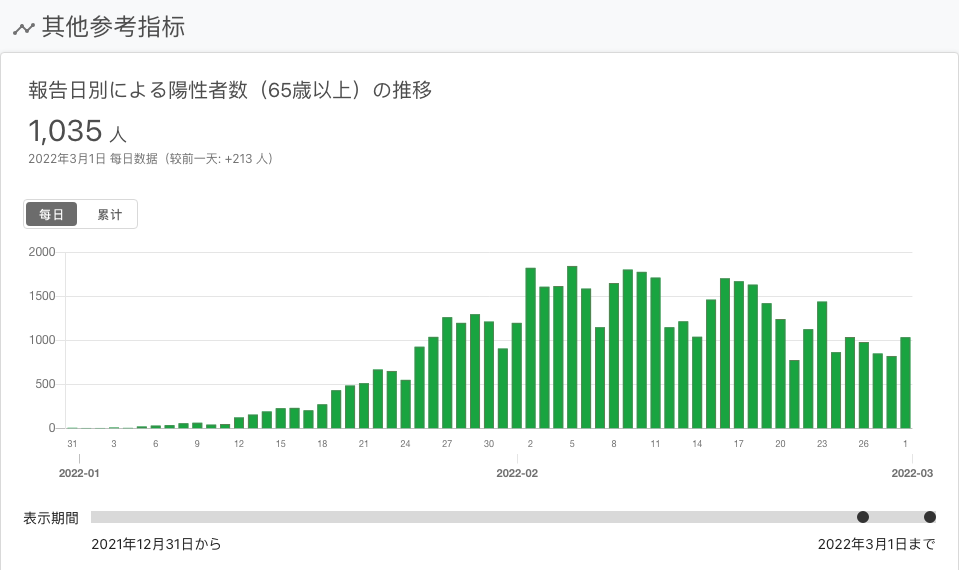 其他参考指标
報告日別による陽性者数（65歳以上）の推移
1,035 人
2022年3月1日 每日数据（较前一天: +213 人）
每日 累计
2000
1500
1000
500
0
31 3 6 9 12 15 18 21 24 27 30 2 5 8 11 14 17 20 23 26 1
2022-01 2022-02 2022-03
表示期間
2021年12月31日から 2022年3月1日まで